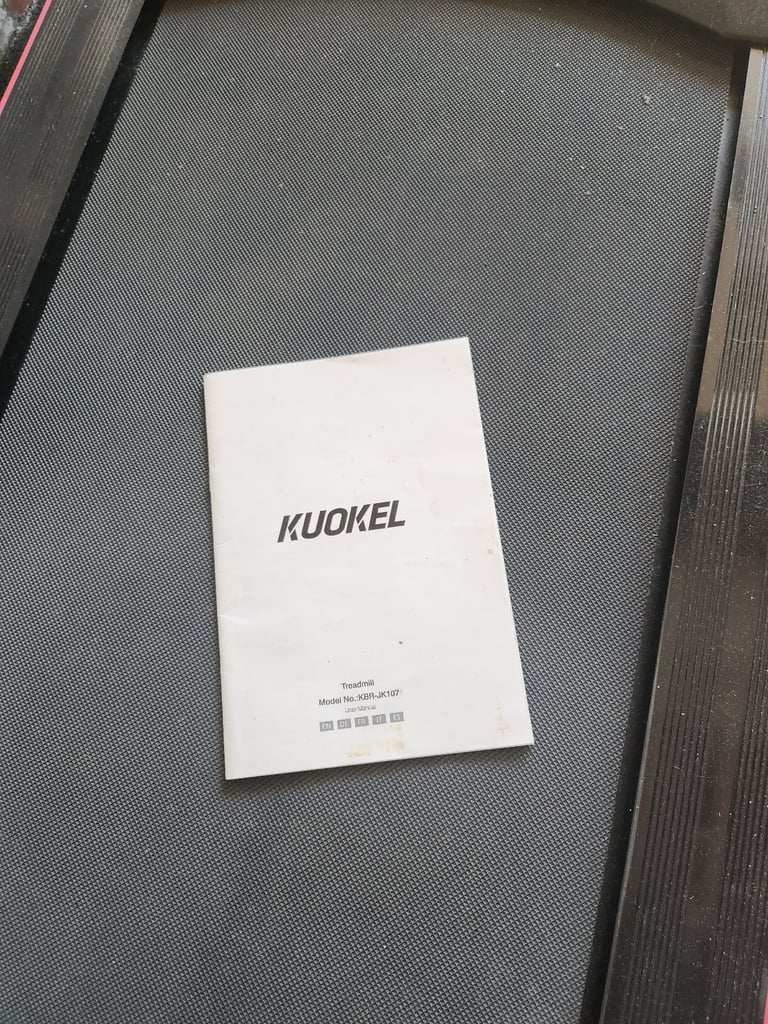 KUOKEL
Treadmill
Model No.:KBR-JK107
User Manual
EN DE FR IT ES